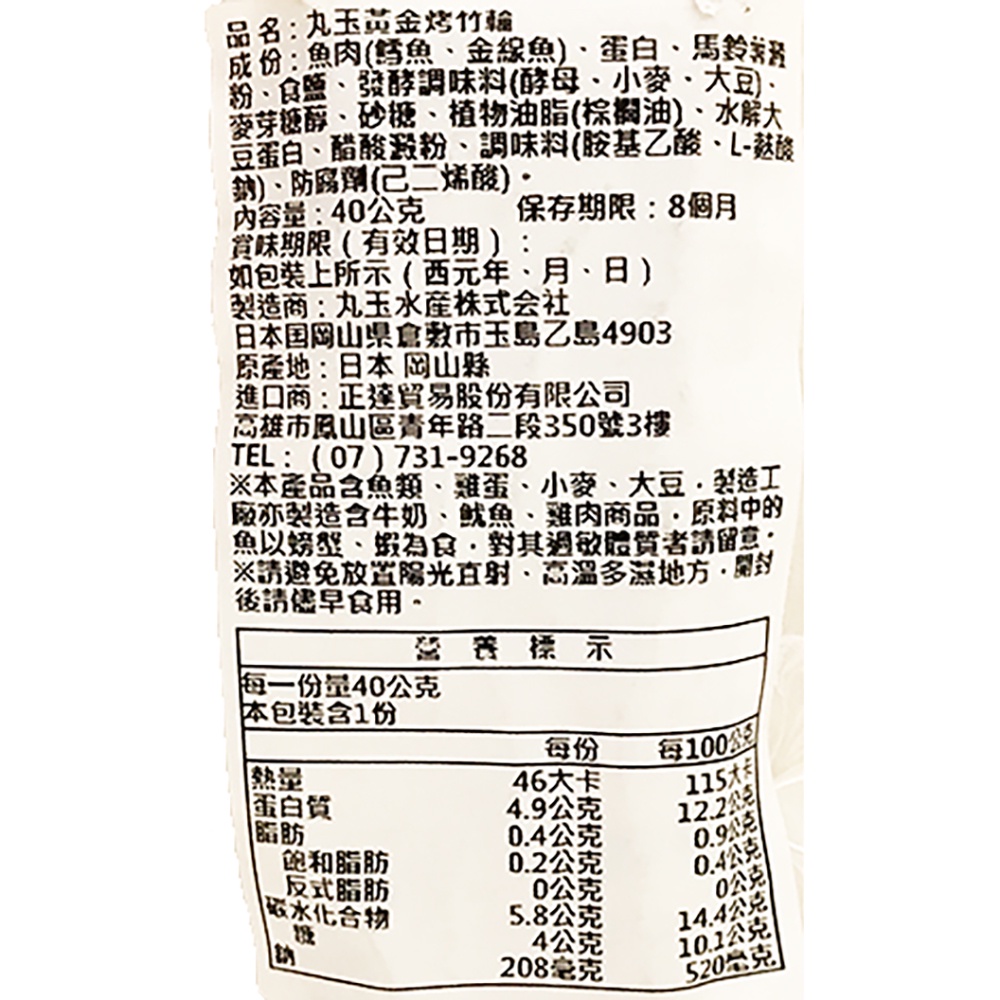 品名：丸玉黃金烤竹輪
成份：魚肉(鱈魚、金線魚)、蛋白、馬鈴薯澱
粉、食鹽、發酵調味料(酵母、小麥、大豆)、
麥芽糖醇、砂糖、植物油脂(棕櫚油)、水解大
豆蛋白、醋酸澱粉、調味料(胺基乙酸、L-麩酸
鈉)、防腐劑(己二烯酸)。
內容量：40公克 保存期限：8個月
賞味期限（有效日期）：
如包裝上所示（西元年、月、日）
製造商：丸玉水産株式会社
日本国岡山県倉敷市玉島乙島4903
原產地：日本 岡山縣
進口商：正達貿易股份有限公司
高雄市鳳山區青年路二段350號3樓
TEL：（07）731-9268
※本產品含魚類、雞蛋、小麥、大豆，製造工
廠亦製造含牛奶、魷魚、雞肉商品，原料中的
魚以螃蟹、蝦為食，對其過敏體質者請留意。
※請避免放置陽光直射、高溫多濕地方，開封
後請儘早食用。
營養標示
每一份量40公克
本包裝含1份
每份 每100公克
熱量 46大卡 115大卡
蛋白質 4.9公克 12.2公克
脂肪 0.4公克 0.9公克
飽和脂肪 0.2公克 0.4公克
反式脂肪 0公克 0公克
碳水化合物 5.8公克 14.4公克
糖 4公克 10.1公克
鈉 208毫克 520毫克